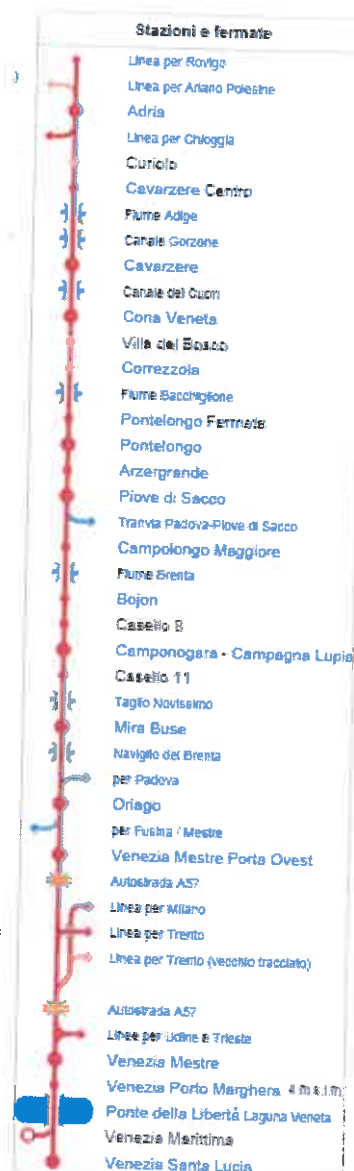 Stazioni e fermate
Linea per Rovigo
Linea per Ariano Polesine
Adria
Linea per Chioggia
Curiolo
Cavarzere Centro
Fiume Adige
Canale Gorzone
Cavarzere
Canale dei Cuori
Cona Veneta
Villa del Bosco
Correzzola
Fiume Bacchiglione
Pontelongo Fermata
Pontelongo
Arzergrande
Piove di Sacco
Tranvia Padova-Piove di Sacco
Campolongo Maggiore
Fiume Brenta
Bojon
Casello 8
Camponogara - Campagna Lupia
Casello 11
Taglio Novissimo
Mira Buse
Naviglio del Brenta
per Padova
Oriago
per Fusina / Mestre
Venezia Mestre Porta Ovest
Autostrada A57
Linea per Milano
Linea per Trento
Linea per Trento (vecchio tracciato)
Autostrada A57
Linee per Udine e Trieste
Venezia Mestre
Venezia Porto Marghera 4 m s.l.m.
Ponte della Libertà Laguna Veneta
Venezia Marittima
Venezia Santa Lucia